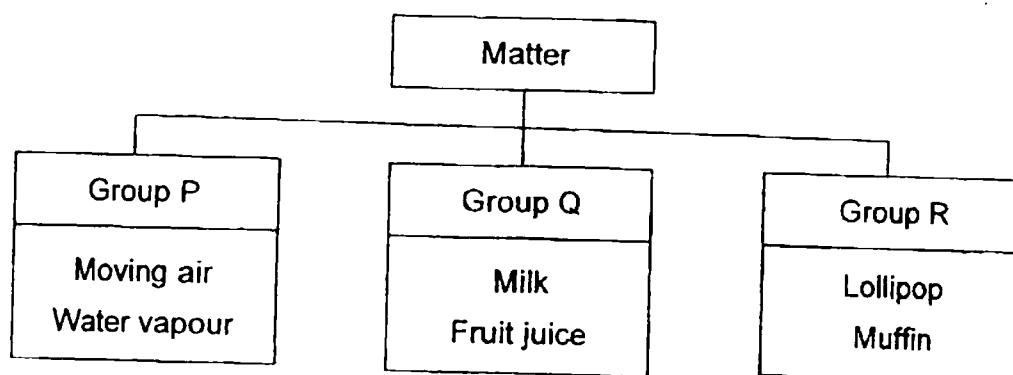 Matter
Group P
Moving air
Water vapour
Group Q
Milk
Fruit juice
Group R
Lollipop
Muffin